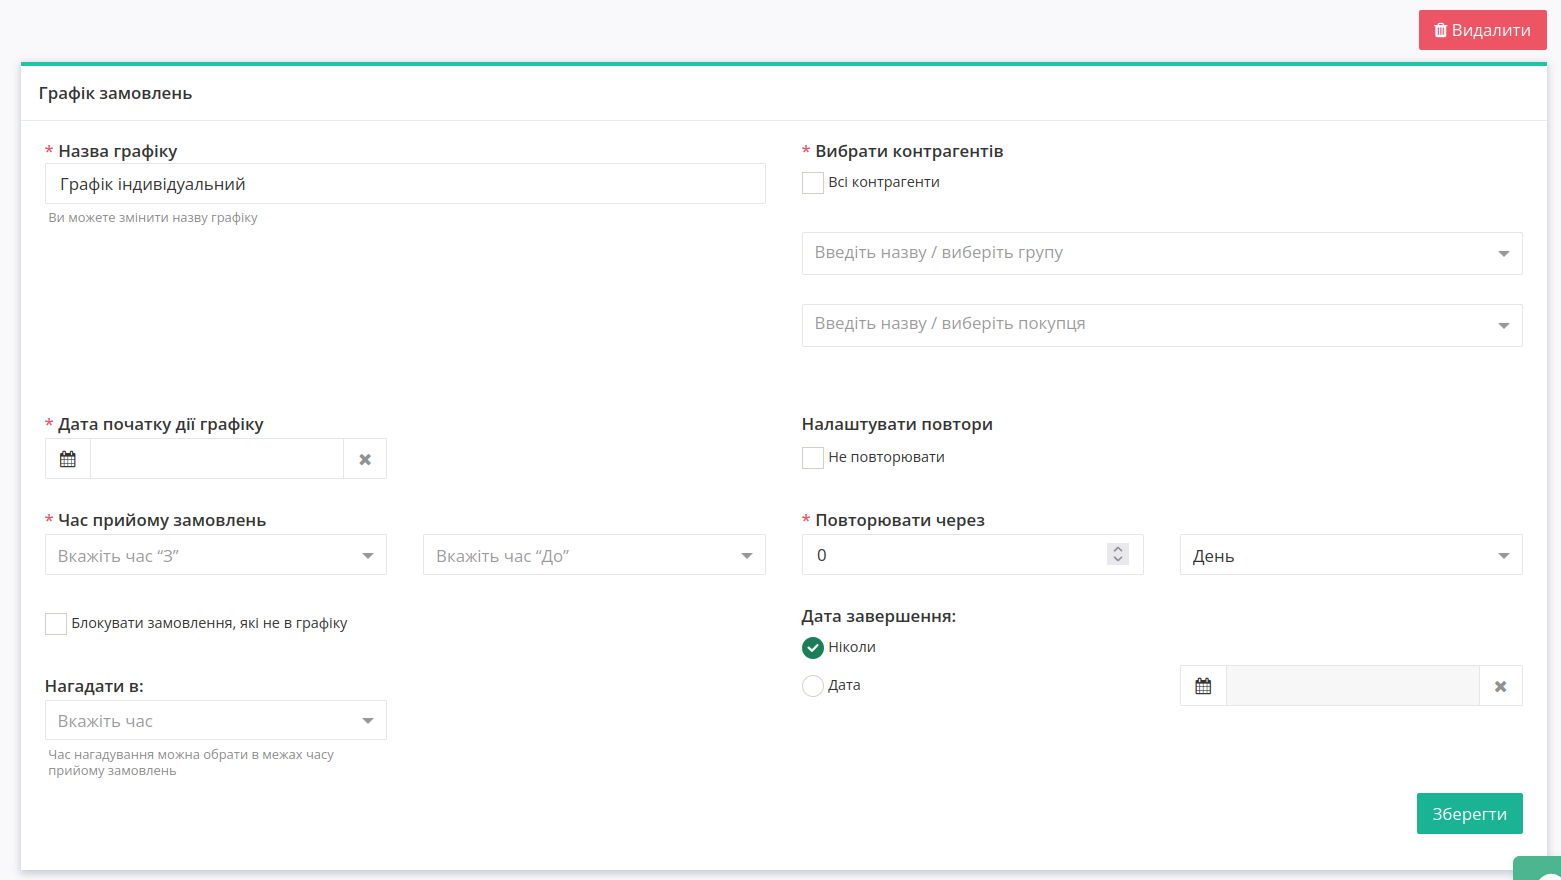 Видалити
Графік замовлень
* Назва графіку
Графік індивідуальний
Ви можете змінити назву графіку
* Вибрати контрагентів
Всі контрагенти
Введіть назву / виберіть групу
Введіть назву / виберіть покупця
* Дата початку дії графіку
Налаштувати повтори
Не повторювати
* Час прийому замовлень
Вкажіть час “З”
Вкажіть час “До”
* Повторювати через
0
День
Блокувати замовлення, які не в графіку
Дата завершення:
Ніколи
Дата
Нагадати в:
Вкажіть час
Час нагадування можна обрати в межах часу
прийому замовлень
Зберегти